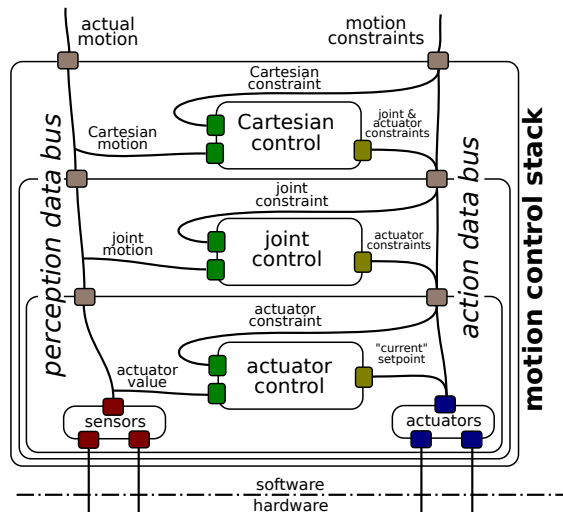 actual
motion
motion
constraints
Cartesian
constraint
Cartesian
motion
Cartesian
control
joint &
actuator
constraints
perception data bus
action data bus
motion control stack
joint
constraint
joint
motion
joint
control
actuator
constraints
actuator
constraint
actuator
value
actuator
control
"current"
setpoint
sensors
actuators
software
hardware